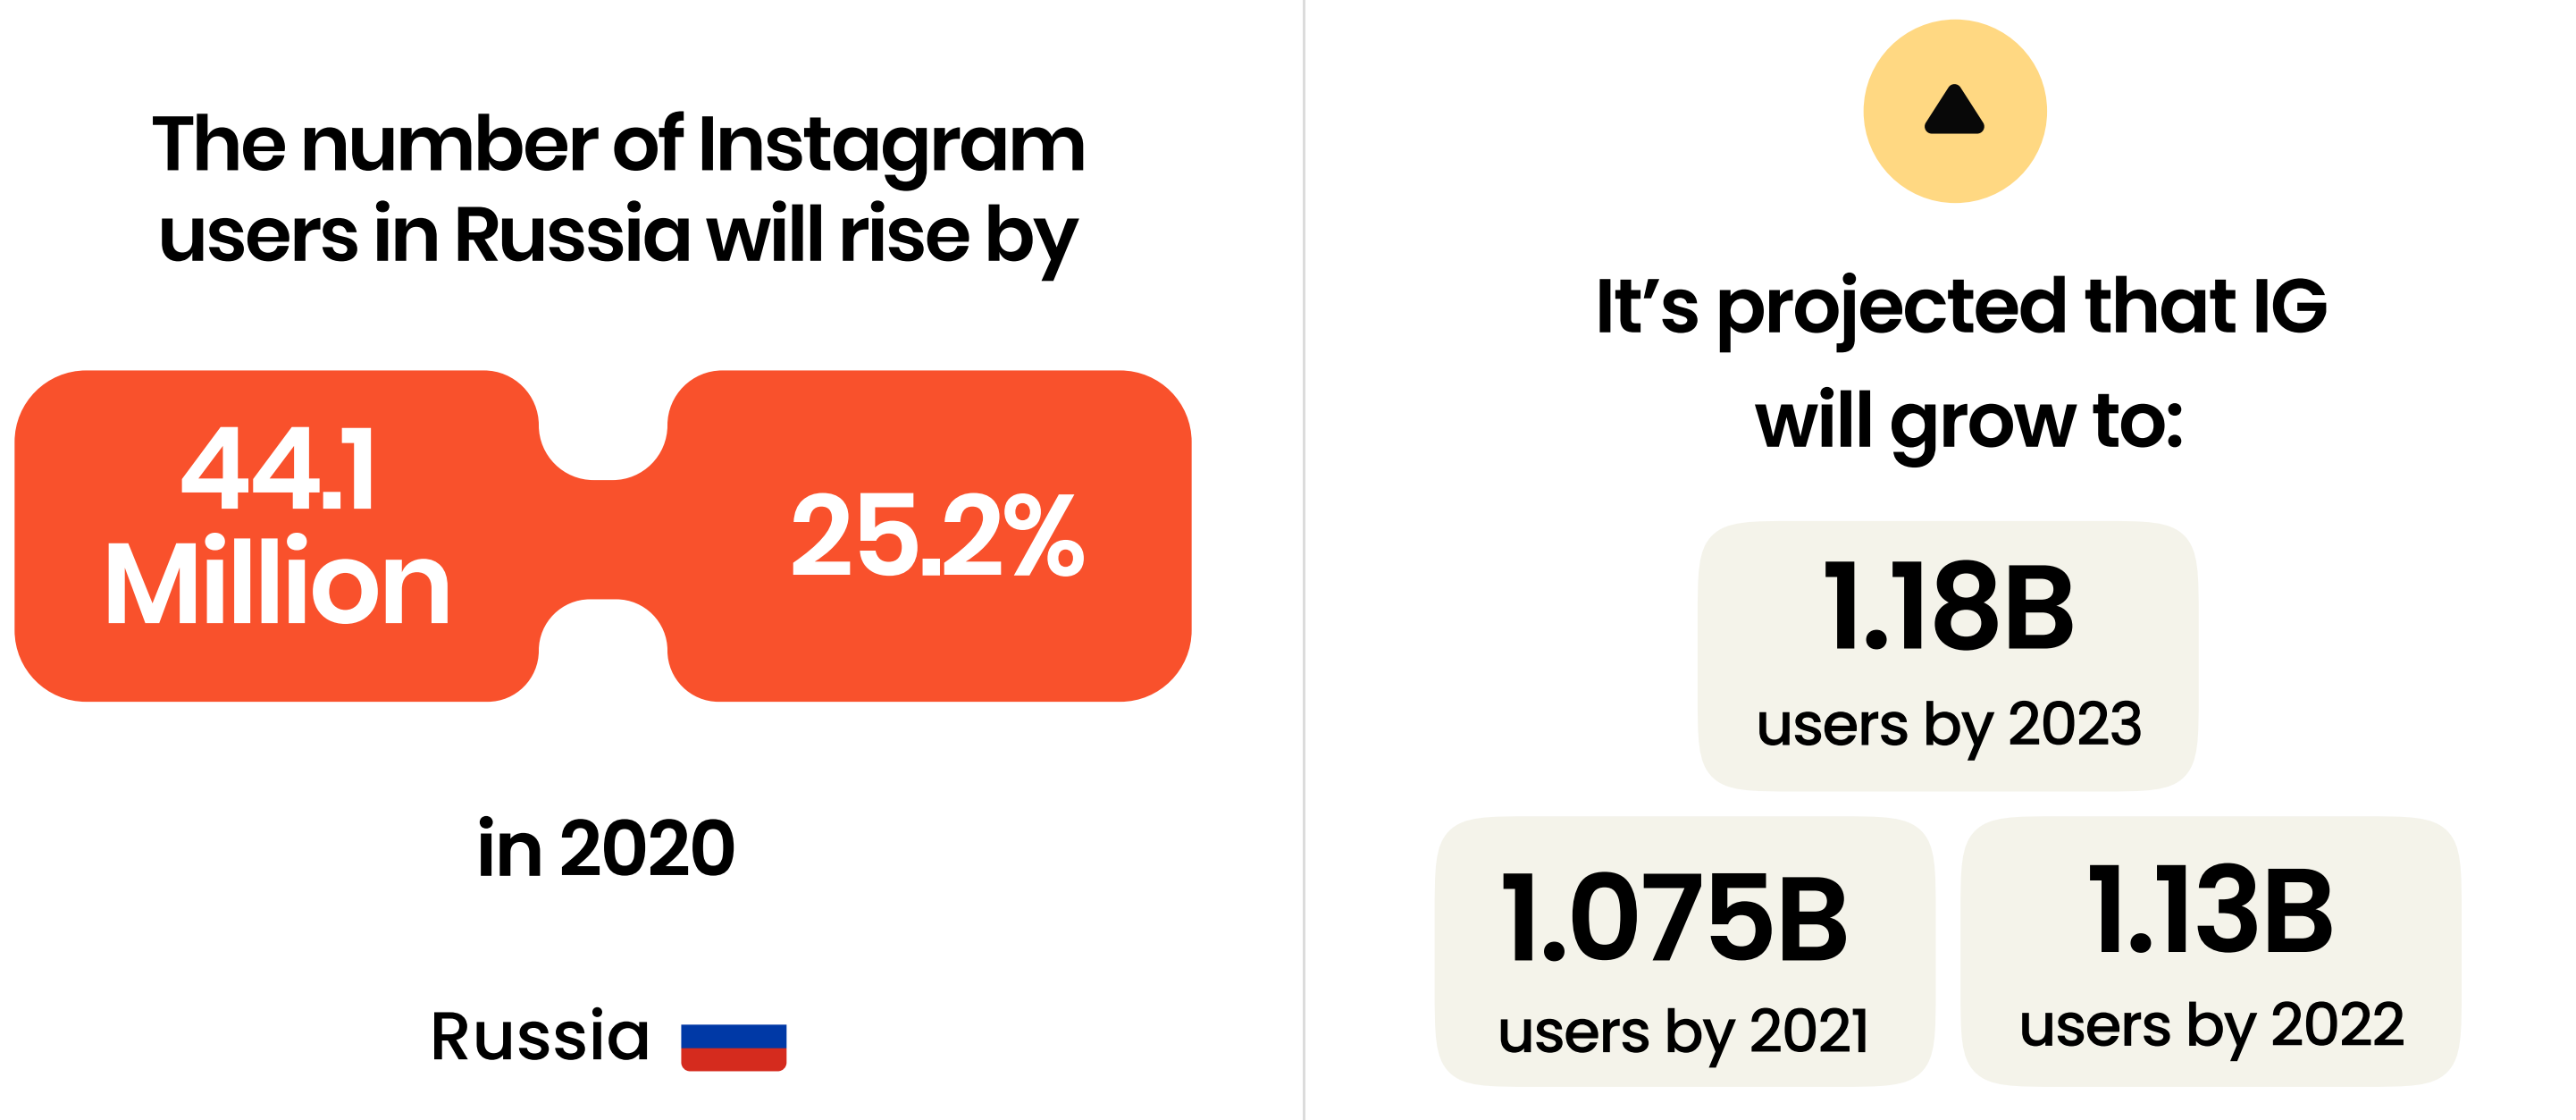 The number of Instagram
users in Russia will rise by
44.1
Million
25.2%
in 2020
Russia
It’s projected that IG
will grow to:
1.18B
users by 2023
1.075B
users by 2021
1.13B
users by 2022